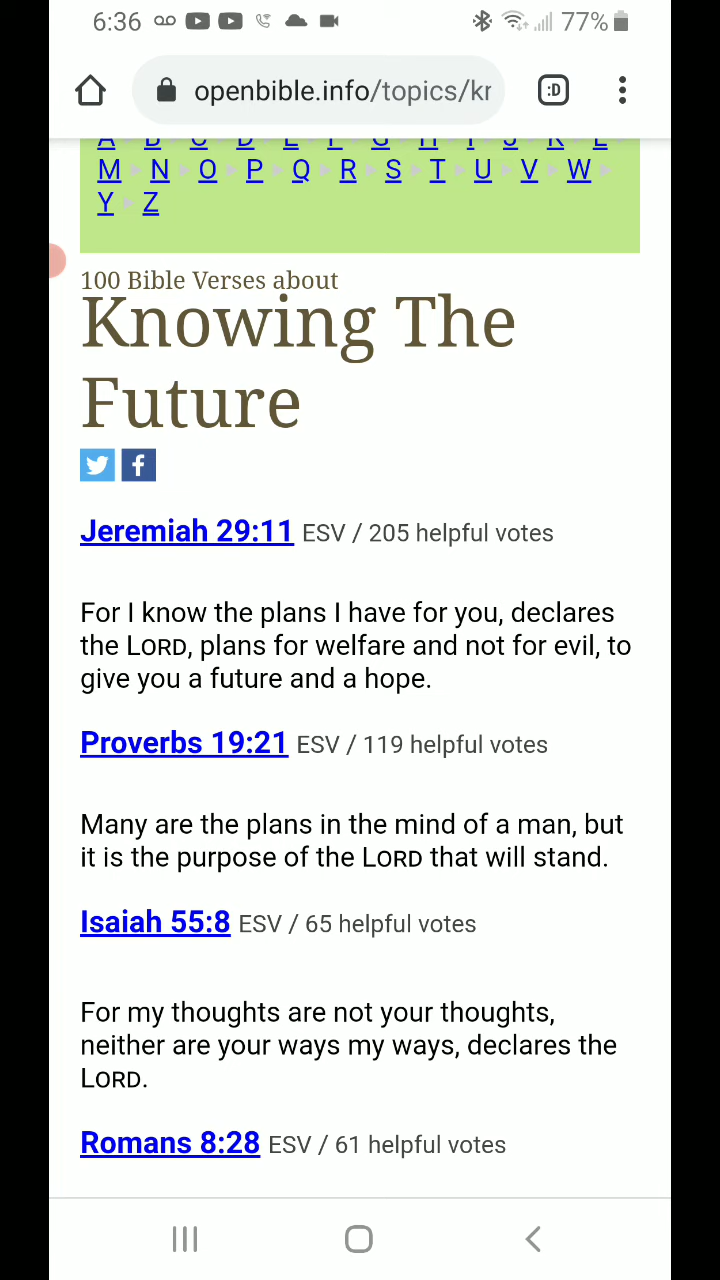 6:36 77%
openbible.info/topics/kr :D
A B C D E F G H I J K L
M N O P Q R S T U V W
Y Z
100 Bible Verses about
Knowing The
Future
Jeremiah 29:11 ESV / 205 helpful votes
For I know the plans I have for you, declares
the LORD, plans for welfare and not for evil, to
give you a future and a hope.
Proverbs 19:21 ESV / 119 helpful votes
Many are the plans in the mind of a man, but
it is the purpose of the LORD that will stand.
Isaiah 55:8 ESV / 65 helpful votes
For my thoughts are not your thoughts,
neither are your ways my ways, declares the
LORD.
Romans 8:28 ESV / 61 helpful votes